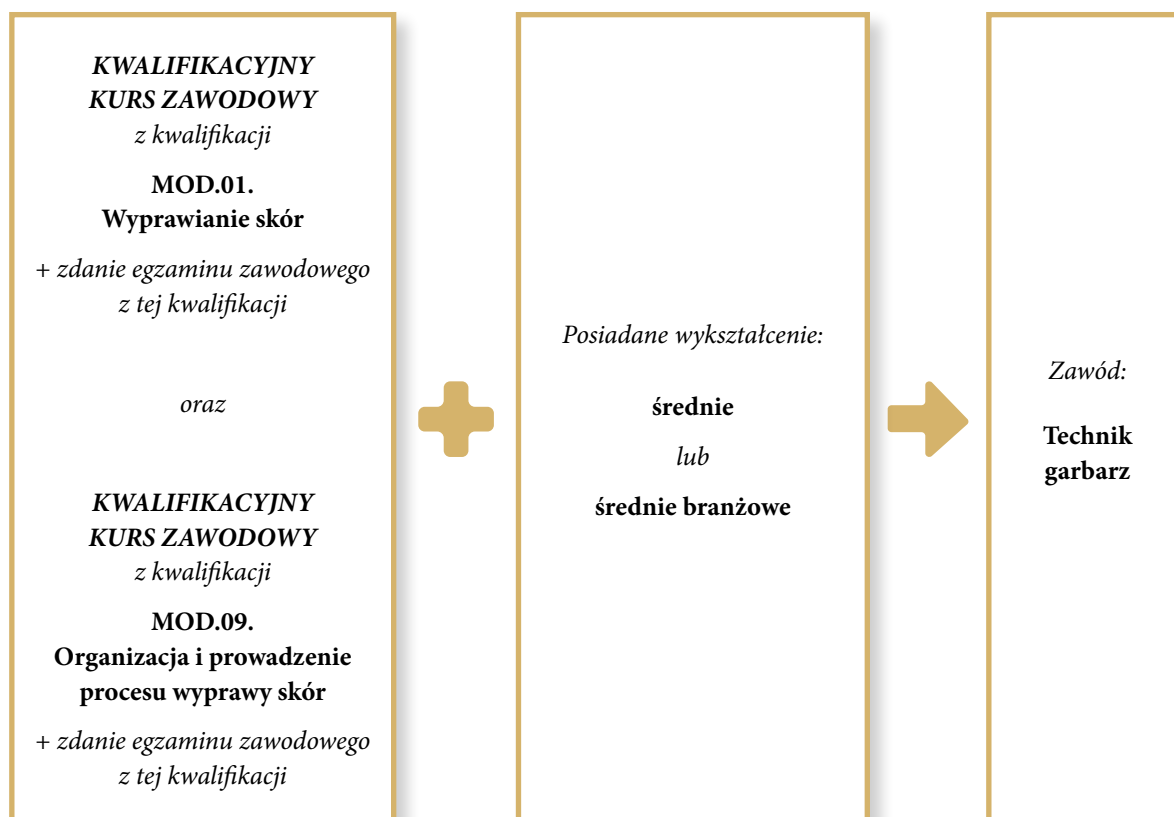 KWALIFIKACYJNY
KURS ZAWODOWY
z kwalifikacji
MOD.01.
Wyprawianie skór
+ zdanie egzaminu zawodowego
z tej kwalifikacji
oraz
KWALIFIKACYJNY
KURS ZAWODOWY
z kwalifikacji
MOD.09.
Organizacja i prowadzenie
procesu wyprawy skór
+ zdanie egzaminu zawodowego
z tej kwalifikacji
Posiadane wykształcenie:
średnie
lub
średnie branżowe
Zawód:
Technik
garbarz